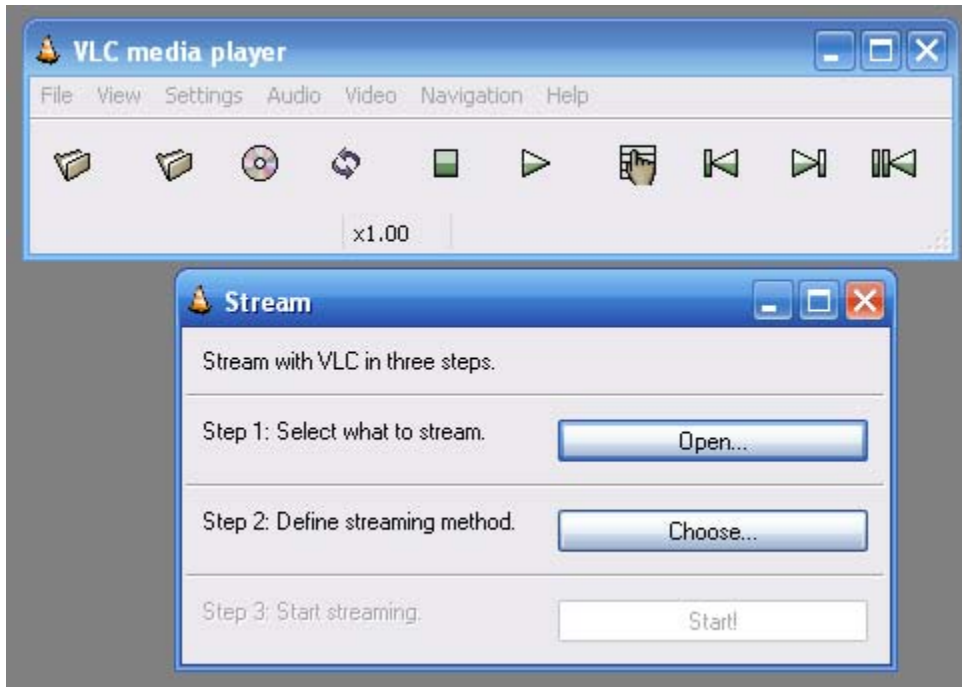 VLC media player
File View Settings Audio Video Navigation Help
x1.00
Stream
Stream with VLC in three steps.
Step 1: Select what to stream.
Open...
Step 2: Define streaming method.
Choose...
Step 3: Start streaming.
Start!